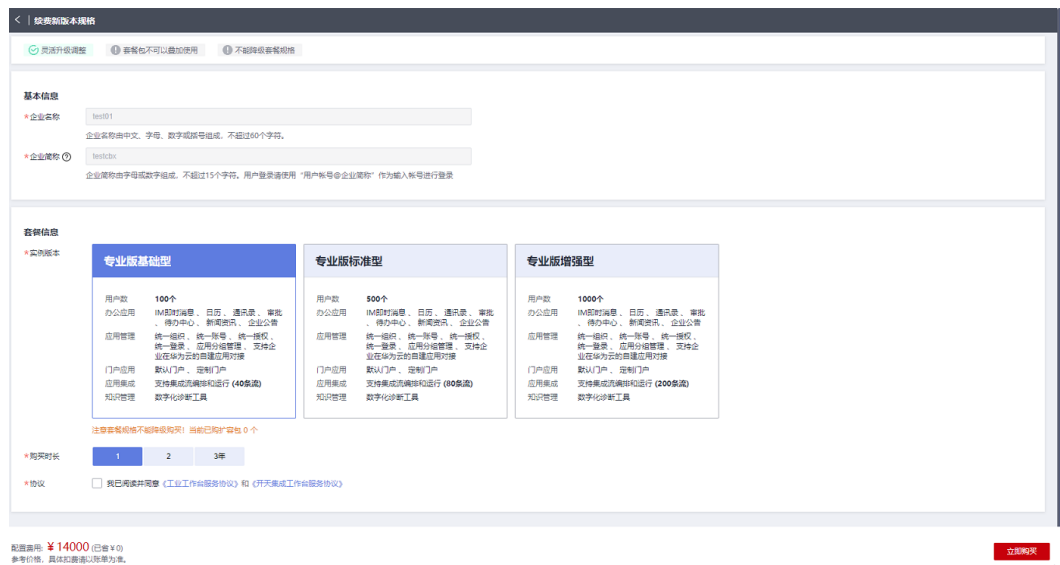 < | 续费新版本规格
灵活升级调整 套餐包不可以叠加使用 不能降级套餐规格
基本信息
*企业名称 test01
企业名称由中文、字母、数字或括号组成，不超过60个字符。
*企业简称 testcbx
企业简称由字母或数字组成，不超过15个字符。用户登录请使用“用户帐号@企业简称”作为输入帐号进行登录
套餐信息
*实例版本
专业版基础型
用户数 100个
办公应用 IM即时消息 、 日历 、 通讯录 、 审批
、 待办中心 、 新闻资讯 、 企业公告
应用管理 统一组织 、 统一账号 、 统一授权 、
统一登录 、 应用分组管理 、 支持企
业在华为云的自建应用对接
门户应用 默认门户 、 定制门户
应用集成 支持集成流编排和运行 (40条流)
知识管理 数字化诊断工具
专业版标准型
用户数 500个
办公应用 IM即时消息 、 日历 、 通讯录 、 审批
、 待办中心 、 新闻资讯 、 企业公告
应用管理 统一组织 、 统一账号 、 统一授权 、
统一登录 、 应用分组管理 、 支持企
业在华为云的自建应用对接
门户应用 默认门户 、 定制门户
应用集成 支持集成流编排和运行 (80条流)
知识管理 数字化诊断工具
专业版增强型
用户数 1000个
办公应用 IM即时消息 、 日历 、 通讯录 、 审批
、 待办中心 、 新闻资讯 、 企业公告
应用管理 统一组织 、 统一账号 、 统一授权 、
统一登录 、 应用分组管理 、 支持企
业在华为云的自建应用对接
门户应用 默认门户 、 定制门户
应用集成 支持集成流编排和运行 (200条流)
知识管理 数字化诊断工具
注意套餐规格不能降级购买！当前已购扩容包 0 个
*购买时长 1 2 3年
*协议 我已阅读并同意《工业工作台服务协议》和《开天集成工作台服务协议》
配置费用: ¥14000 (已省¥0)
参考价格，具体扣费请以账单为准。
立即购买